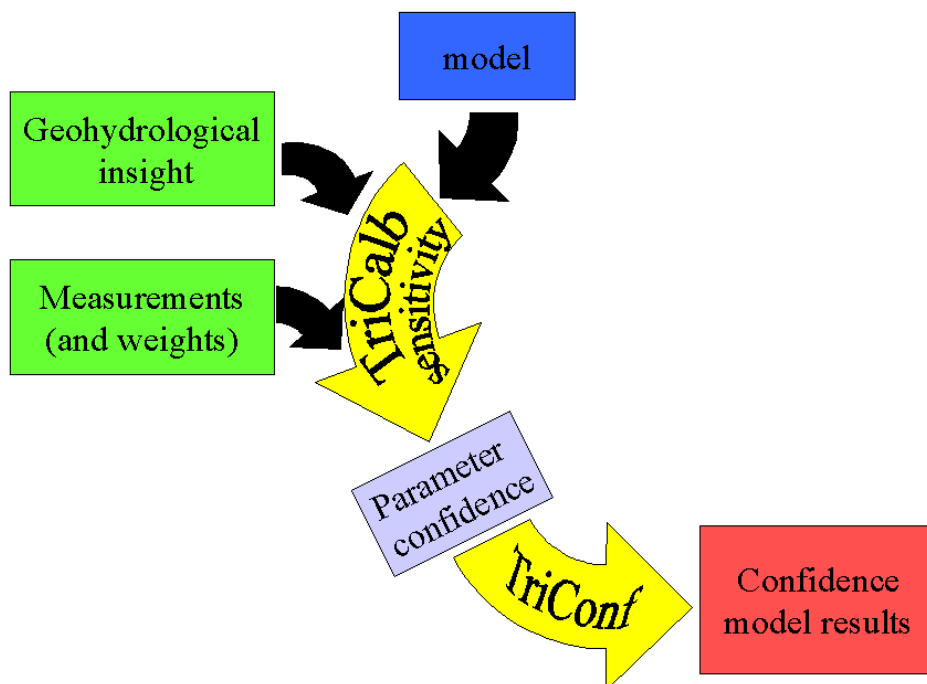 model
Geohydrological
insight
Measurements
(and weights)
TriCalb
sensitivity
Parameter
confidence
TriConf
Confidence
model results